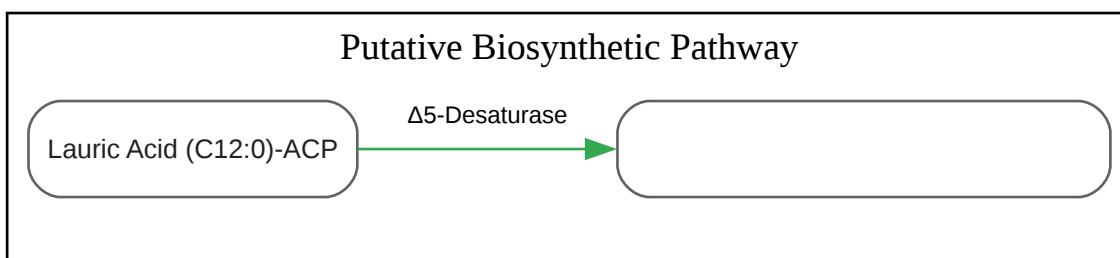 Putative Biosynthetic Pathway
Δ5-Desaturase
Lauric Acid (C12:0)-ACP